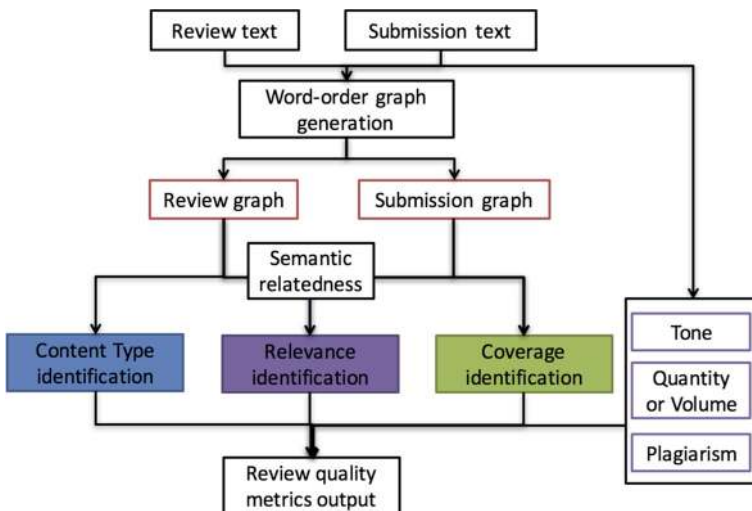 Review text
Submission text
Word-order graph
generation
Review graph
Submission graph
Semantic
relatedness
Content Type
identification
Relevance
identification
Coverage
identification
Tone
Quantity
or Volume
Plagiarism
Review quality
metrics output